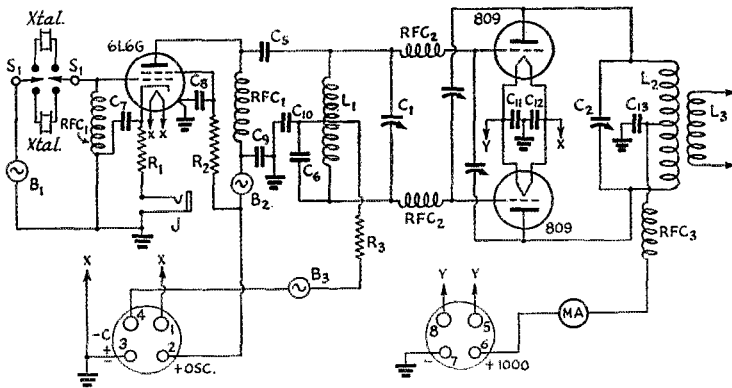 Xtal.
S₁
S₁
Xtal.
B₁
RFC₁
6L6G
C₇
C₈
X X
R₁
R₂
J
C₅
RFC₁
C₉
B₂
C₁₀
L₁
C₆
R₃
C₁
RFC₂
RFC₂
809
C₁₁ C₁₂
Y X
809
C₂
C₁₃
L₂
L₃
RFC₃
X X
4 1
-C
+ 3 2
- +OSC.
B₃
Y Y
8 5
- 7 6
+1000
MA